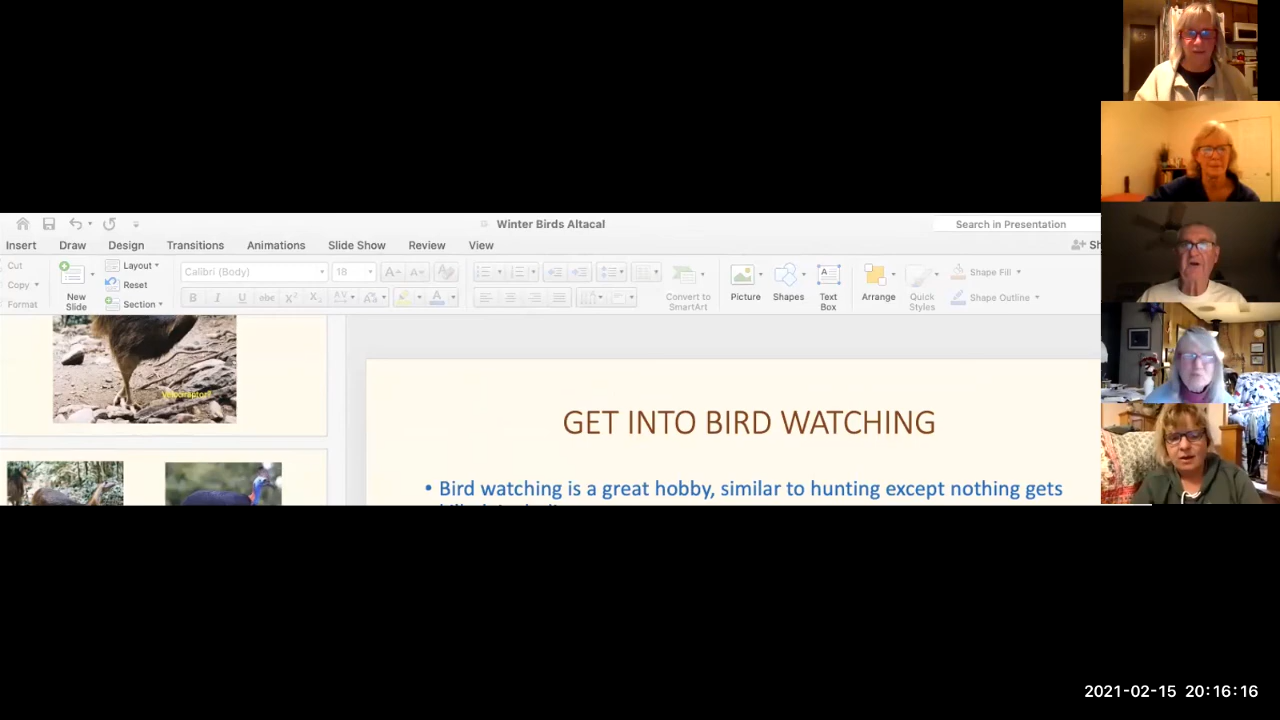 Winter Birds Altacal
Search in Presentation
Insert Draw Design Transitions Animations Slide Show Review View
Cut
Copy
Format
New Slide
Layout
Reset
Section
Calibri (Body) 18
B I U abc X² X₂
Convert to SmartArt
Picture
Shapes
Text Box
Arrange
Quick Styles
Shape Fill
Shape Outline
GET INTO BIRD WATCHING
• Bird watching is a great hobby, similar to hunting except nothing gets
2021-02-15 20:16:16